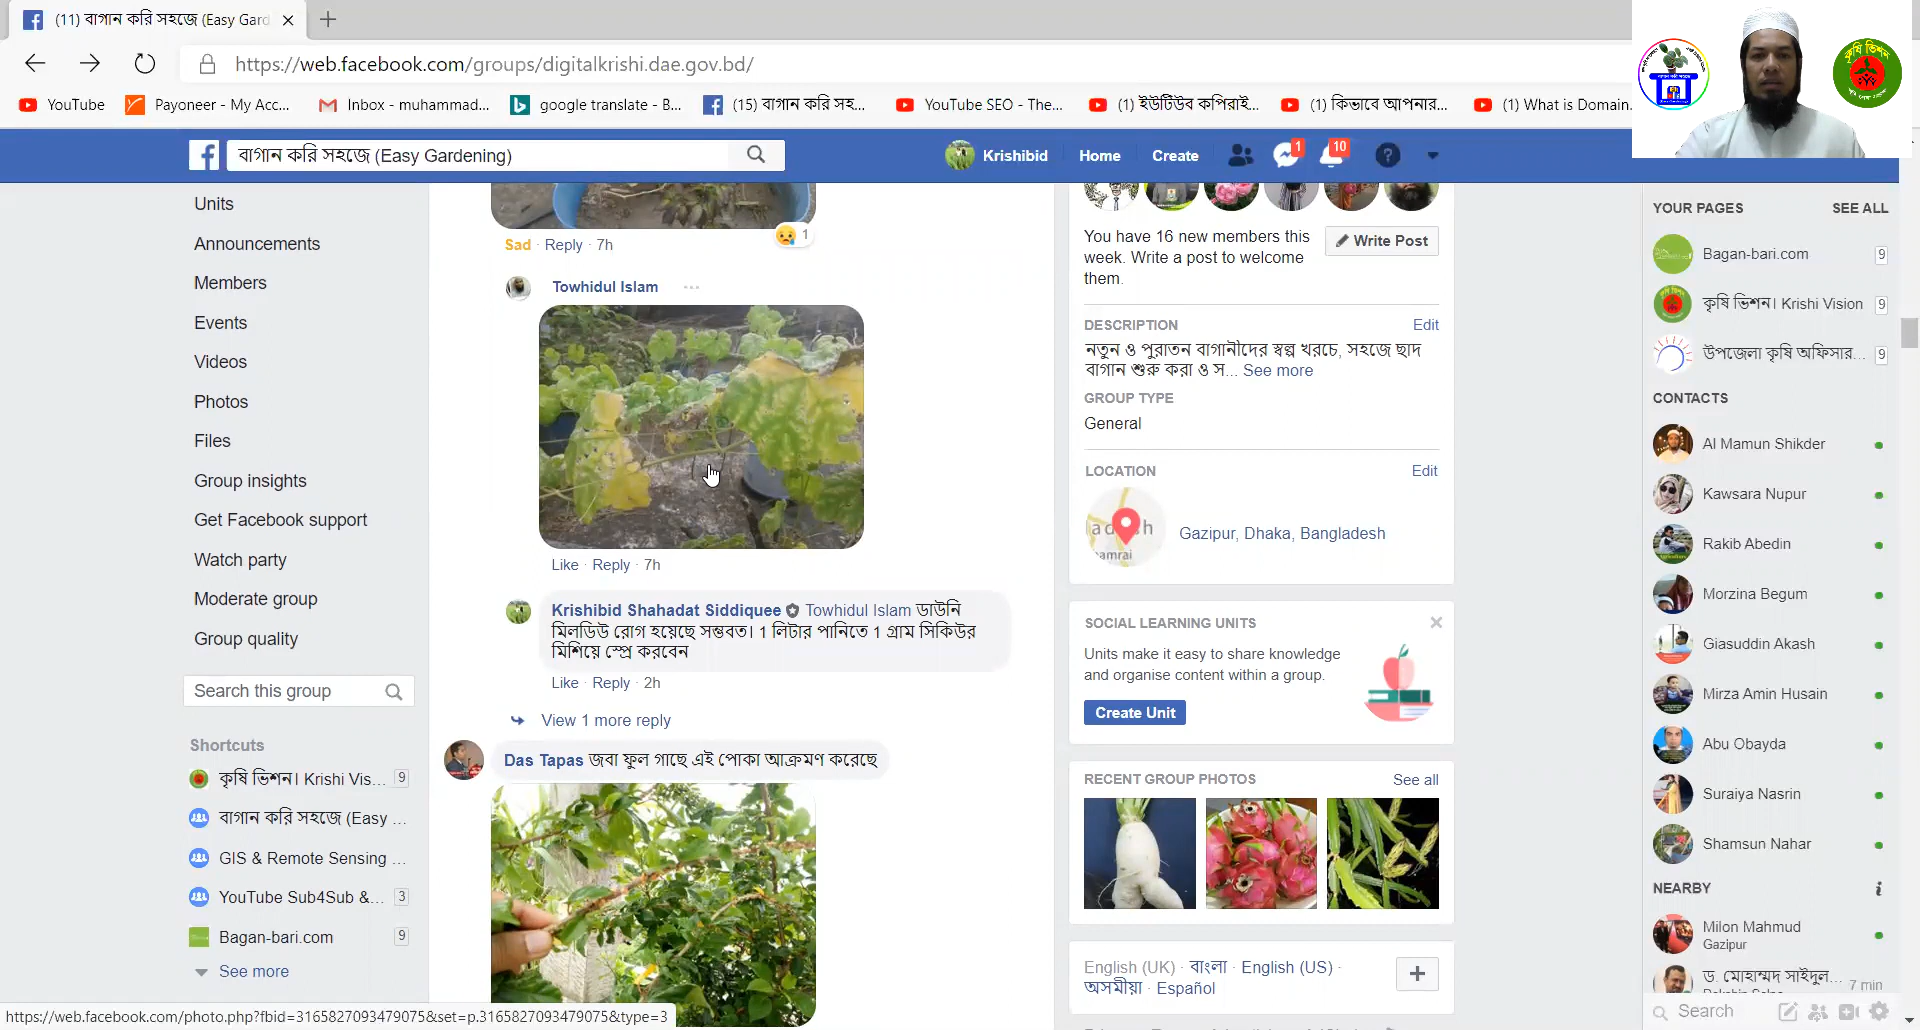 (11) বাগান করি সহজে (Easy Gard
https://web.facebook.com/groups/digitalkrishi.dae.gov.bd/
YouTube
Payoneer - My Acc...
Inbox - muhammad...
google translate - B...
(15) বাগান করি সহ...
YouTube SEO - The...
(1) ইউটিউব কপিরাই...
(1) কিভাবে আপনার...
(1) What is Domain.
বাগান করি সহজে (Easy Gardening)
Krishibid
Home
Create
1
10
Units
Announcements
Members
Events
Videos
Photos
Files
Group insights
Get Facebook support
Watch party
Moderate group
Group quality
Search this group
Shortcuts
কৃষি ভিশন। Krishi Vis... 9
বাগান করি সহজে (Easy ...
GIS & Remote Sensing ...
YouTube Sub4Sub &... 3
Bagan-bari.com 9
See more
Sad · Reply · 7h
1
Towhidul Islam ...
Like · Reply · 7h
Krishibid Shahadat Siddiquee Towhidul Islam ডাউনি
মিলডিউ রোগ হয়েছে সম্ভবত। 1 লিটার পানিতে 1 গ্রাম সিকিউর
মিশিয়ে স্প্রে করবেন
Like · Reply · 2h
View 1 more reply
Das Tapas জবা ফুল গাছে এই পোকা আক্রমণ করেছে
https://web.facebook.com/photo.php?fbid=3165827093479075&set=p.3165827093479075&type=3
You have 16 new members this
week. Write a post to welcome
them.
Write Post
DESCRIPTION Edit
নতুন ও পুরাতন বাগানীদের স্বল্প খরচে, সহজে ছাদ
বাগান শুরু করা ও স... See more
GROUP TYPE
General
LOCATION Edit
Gazipur, Dhaka, Bangladesh
SOCIAL LEARNING UNITS
Units make it easy to share knowledge
and organise content within a group.
Create Unit
RECENT GROUP PHOTOS See all
English (UK) · বাংলা · English (US) ·
অসমীয়া · Español
কৃষি ভিশন
YOUR PAGES SEE ALL
Bagan-bari.com 9
কৃষি ভিশন। Krishi Vision 9
উপজেলা কৃষি অফিসার... 9
CONTACTS
Al Mamun Shikder
Kawsara Nupur
Rakib Abedin
Morzina Begum
Giasuddin Akash
Mirza Amin Husain
Abu Obayda
Suraiya Nasrin
Shamsun Nahar
NEARBY
Milon Mahmud
Gazipur
ড. মোহাম্মদ সাইদুল...
7 min
Search